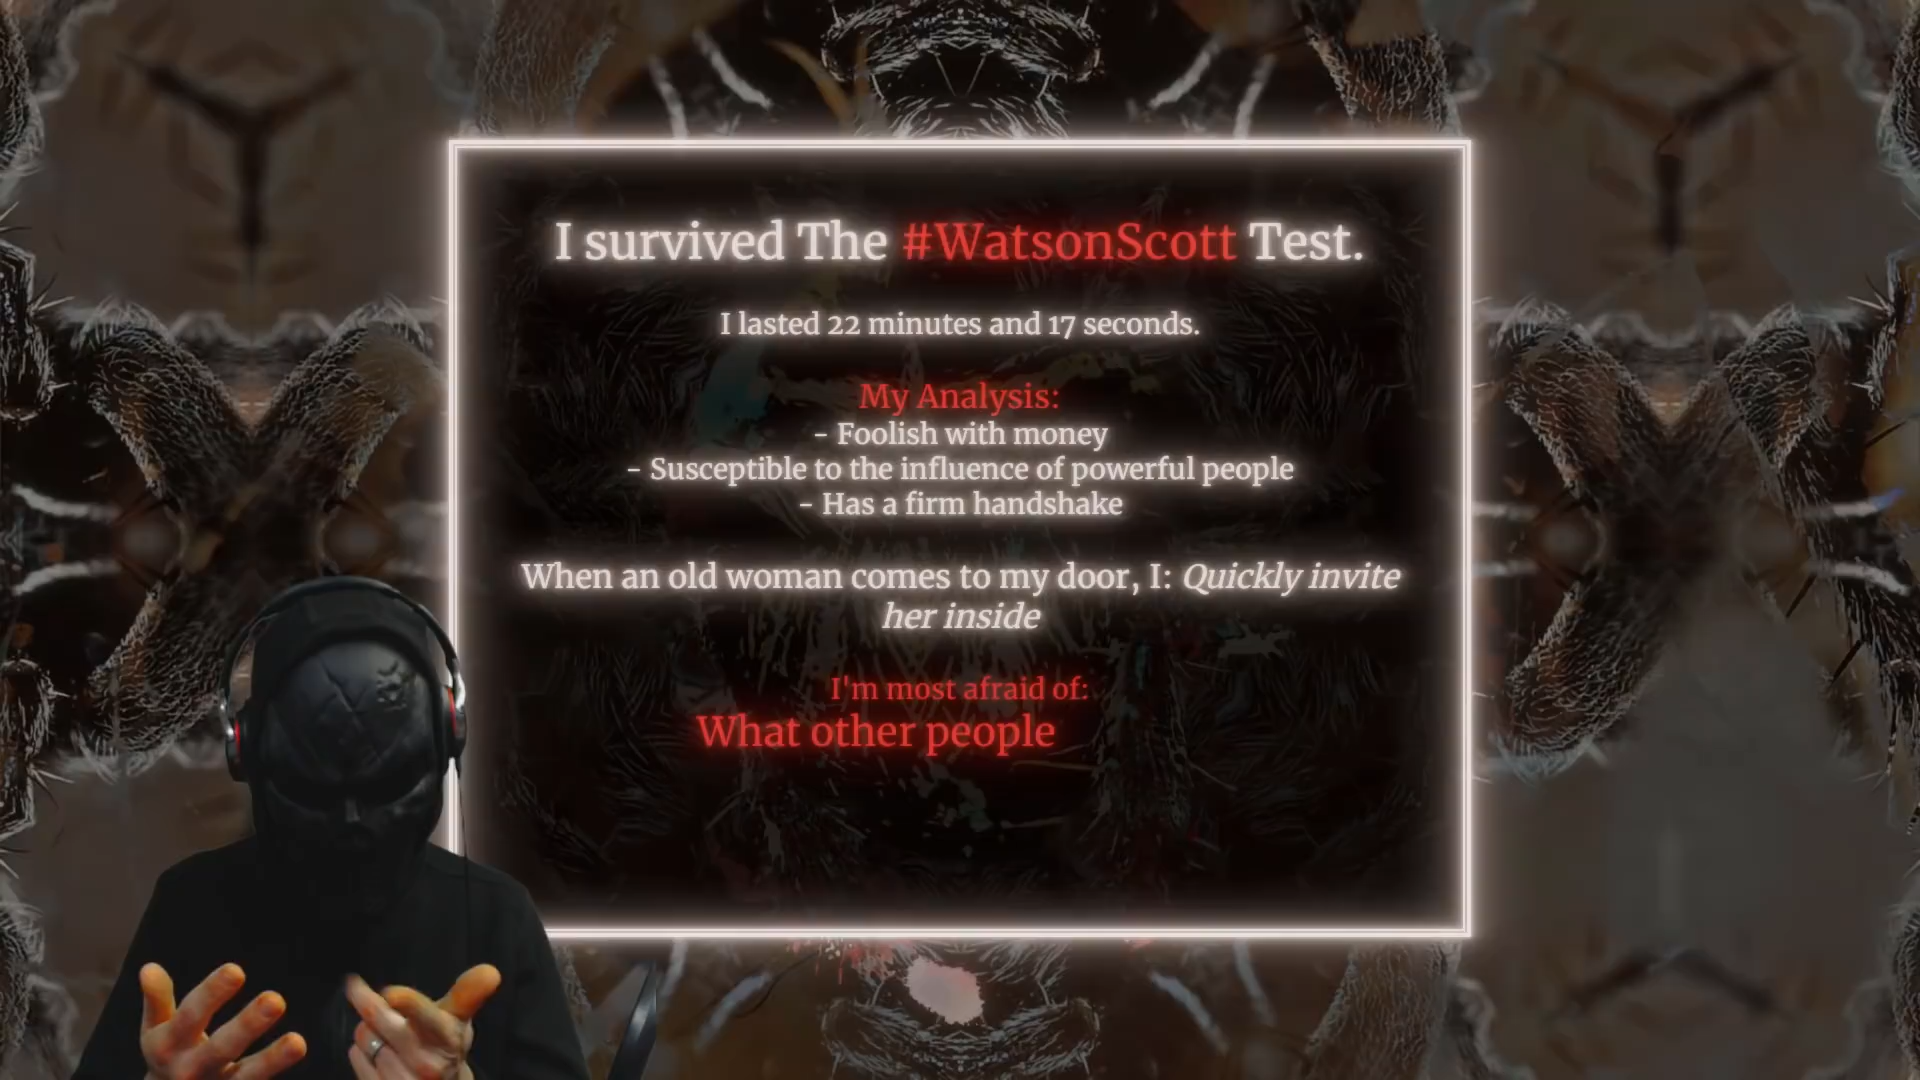 I survived The #WatsonScott Test.
I lasted 22 minutes and 17 seconds.
My Analysis:
- Foolish with money
- Susceptible to the influence of powerful people
- Has a firm handshake
When an old woman comes to my door, I: Quickly invite
her inside
I'm most afraid of:
What other people